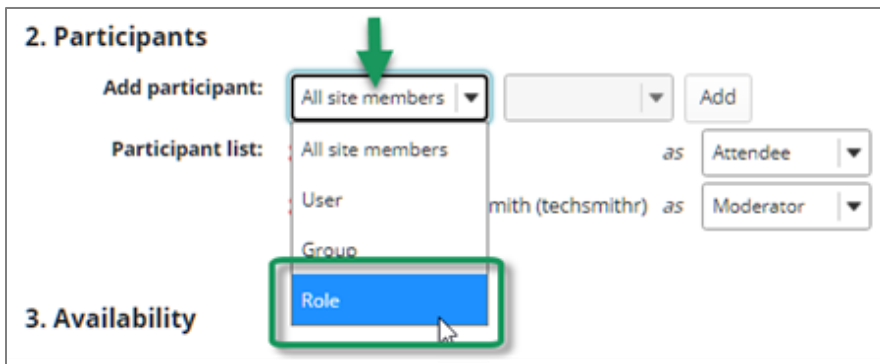 2. Participants
Add participant: All site members Add
Participant list: All site members as Attendee
User
mith (techsmithr) as Moderator
Group
Role
3. Availability